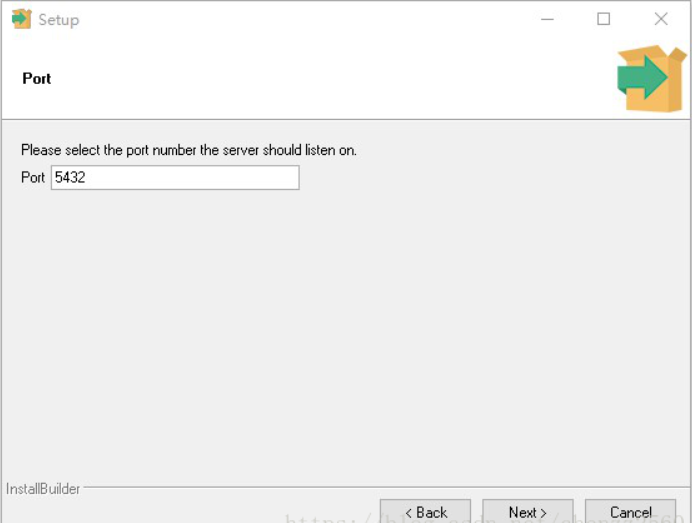 Setup
Port
Please select the port number the server should listen on.
Port 5432
InstallBuilder
< Back Next > Cancel